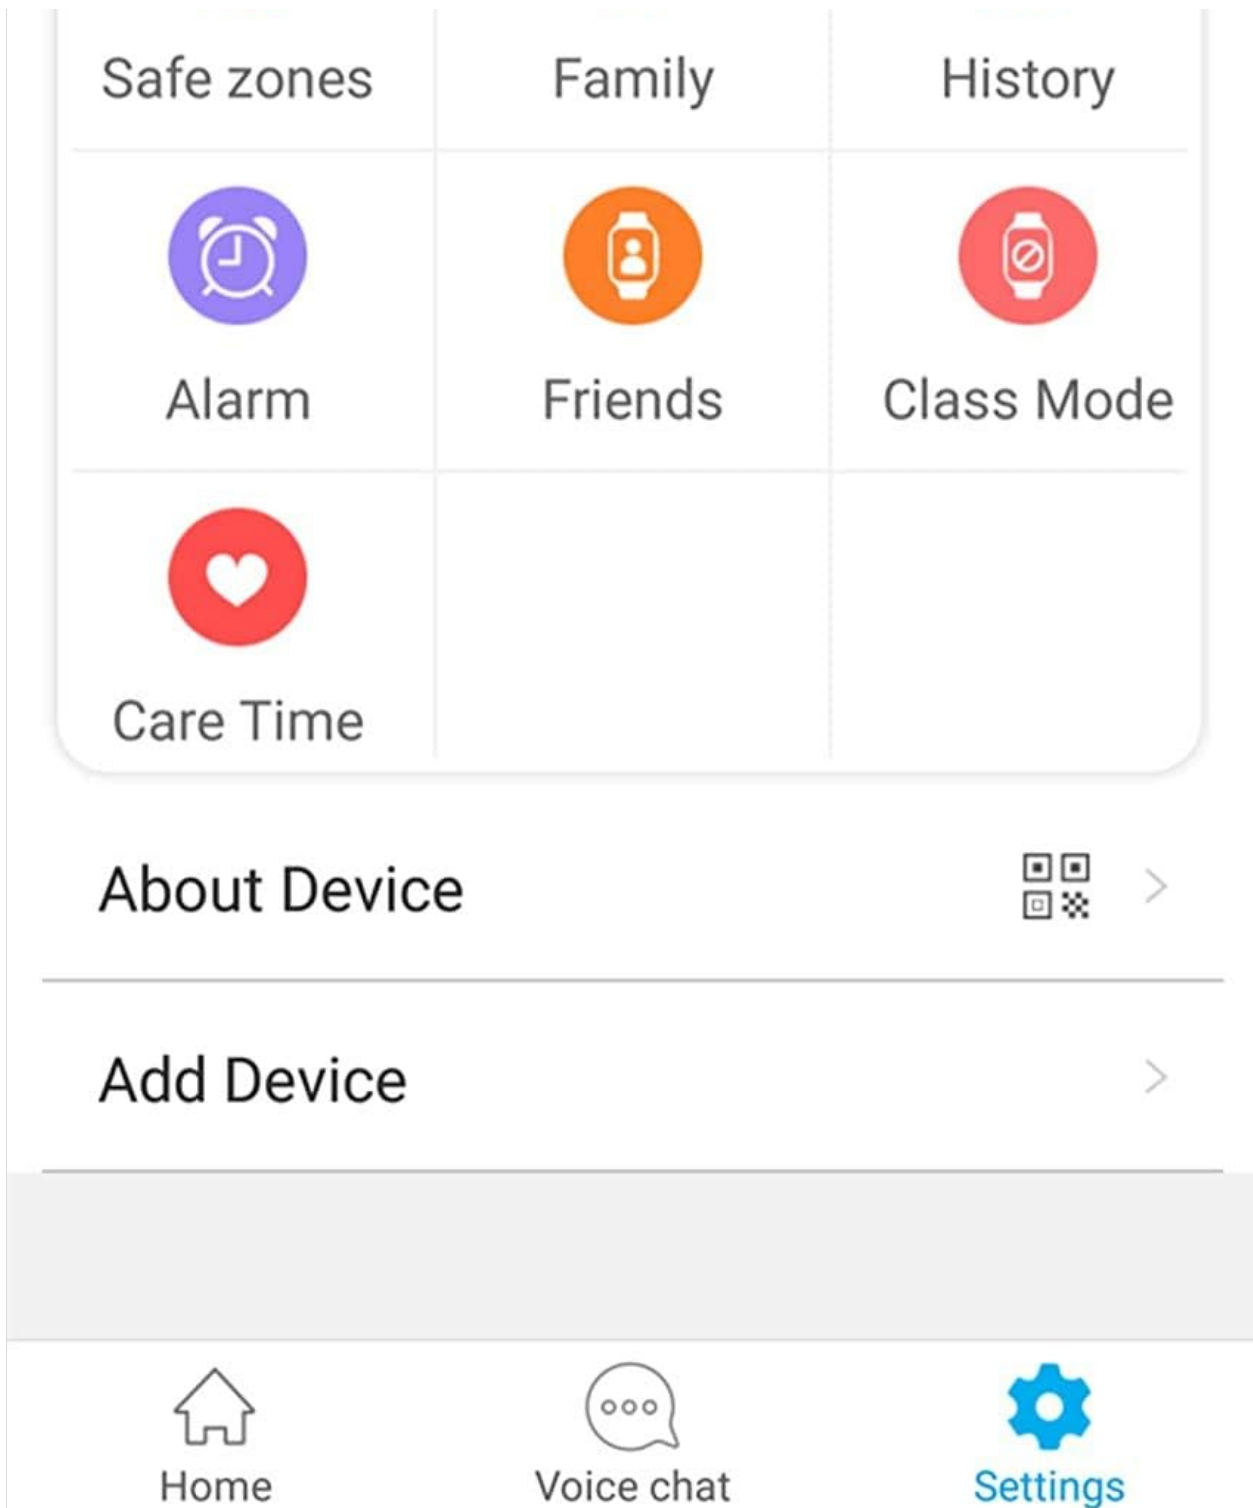 Safe zones Family History
Alarm Friends Class Mode
Care Time
About Device
Add Device
Home Voice chat Settings